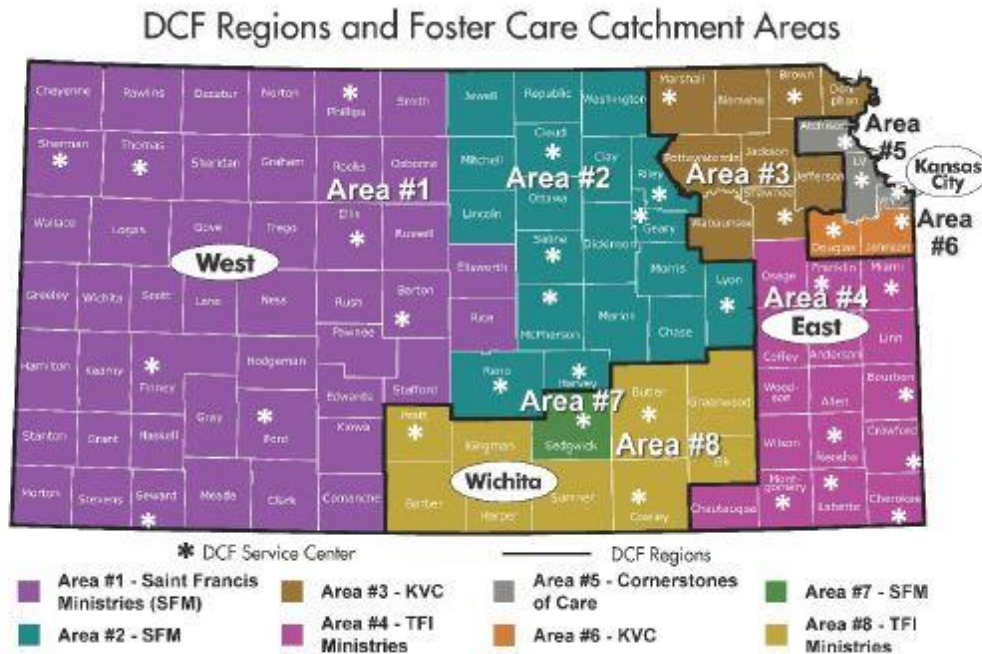 DCF Regions and Foster Care Catchment Areas
Cheyenne Rawlins Decatur Norton Phillips Smith Jewell Republic Washington Marshall Nemaha Brown Doniphan
Atchison
Area #5
Sherman Thomas Sheridan Graham Rooks Osborne Mitchell Cloud Clay Riley Pottawatomie Jackson Jefferson LV
Kansas
City
Area #1
Area #2
Area #3
Shawnee
Ottawa
Wallace Logan Gove Trego Ellis Russell Lincoln Saline Dickinson Geary Wabaunsee Douglas Johnson
Area #6
West
Ellsworth Morris Lyon Osage Franklin Miami
Area #4
East
Greeley Wichita Scott Lane Ness Rush Barton Rice McPherson Marion Chase Coffey Anderson Linn
Pawnee
Hamilton Kearny Finney Hodgeman Stafford Reno Harvey Butler Greenwood Woodson Allen Bourbon
Edwards
Area #7
Gray Ford Kiowa Pratt Kingman Sedgwick
Area #8
Elk Wilson Neosho Crawford
Stanton Grant Haskell
Wichita
Morton Stevens Seward Meade Clark Comanche Barber Harper Sumner Cowley Chautauqua Montgomery Labette Cherokee
* DCF Service Center
DCF Regions
Area #1 - Saint Francis
Ministries (SFM)
Area #2 - SFM
Area #3 - KVC
Area #4 - TFI
Ministries
Area #5 - Cornerstones
of Care
Area #6 - KVC
Area #7 - SFM
Area #8 - TFI
Ministries